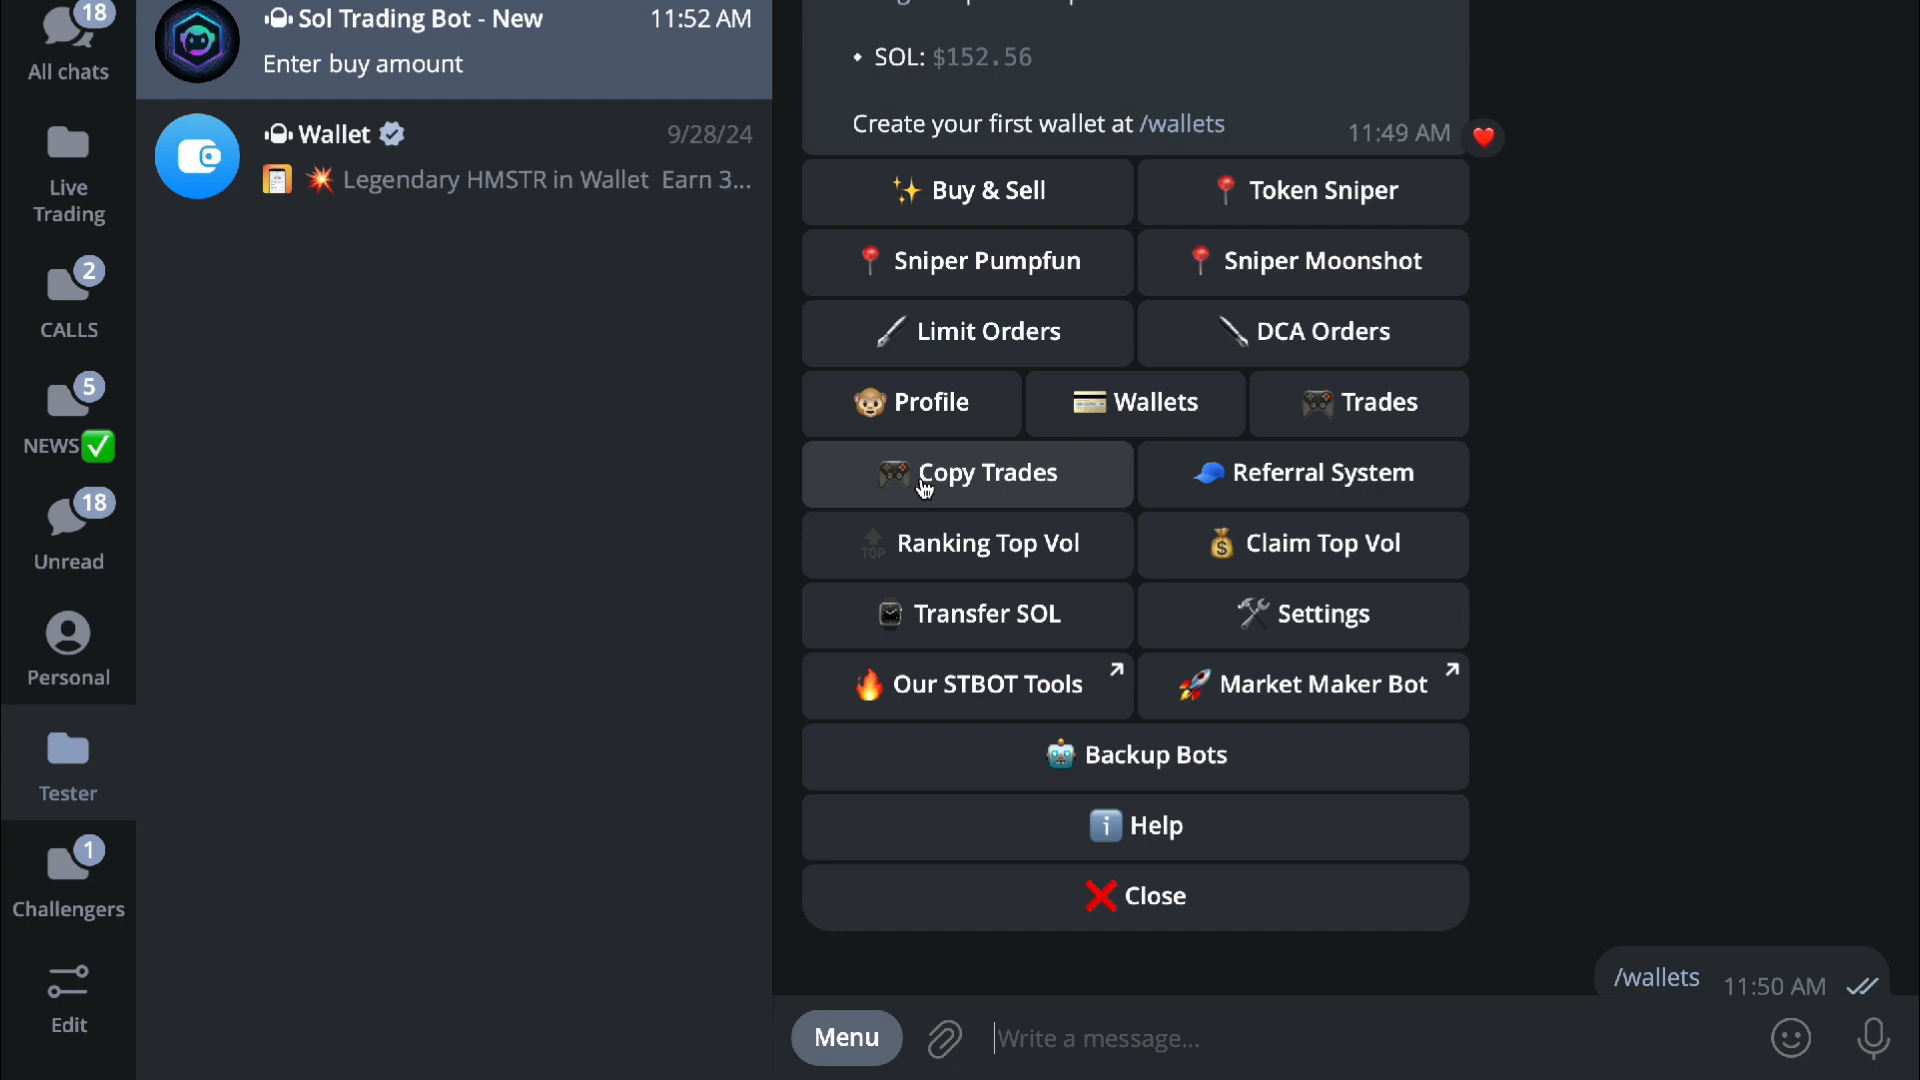 18
All chats
Live
Trading
2
CALLS
5
NEWS✅
18
Unread
Personal
Tester
1
Challengers
Edit
Sol Trading Bot - New 11:52 AM
Enter buy amount
Wallet 9/28/24
Legendary HMSTR in Wallet Earn 3...
• SOL: $152.56
Create your first wallet at /wallets 11:49 AM
Buy & Sell
Token Sniper
Sniper Pumpfun
Sniper Moonshot
Limit Orders
DCA Orders
Profile
Wallets
Trades
Copy Trades
Referral System
TOP Ranking Top Vol
Claim Top Vol
Transfer SOL
Settings
Our STBOT Tools
Market Maker Bot
Backup Bots
Help
Close
/wallets 11:50 AM
Menu
Write a message...